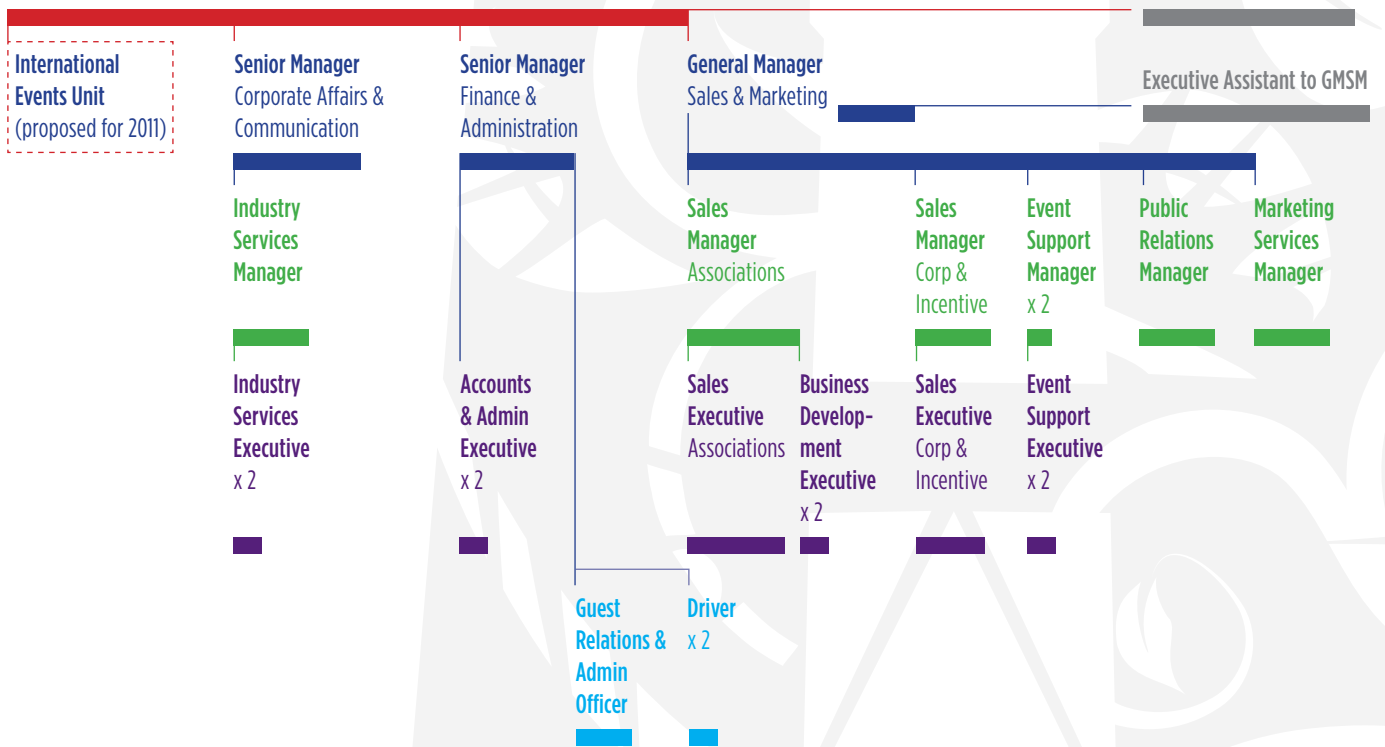 International
Events Unit
(proposed for 2011)
Senior Manager
Corporate Affairs &
Communication
Senior Manager
Finance &
Administration
General Manager
Sales & Marketing
Executive Assistant to GMSM
Industry
Services
Manager
Sales
Manager
Associations
Sales
Manager
Corp &
Incentive
Event
Support
Manager
x 2
Public
Relations
Manager
Marketing
Services
Manager
Industry
Services
Executive
x 2
Accounts
& Admin
Executive
x 2
Sales
Executive
Associations
Business
Develop-
ment
Executive
x 2
Sales
Executive
Corp &
Incentive
Event
Support
Executive
x 2
Guest
Relations &
Admin
Officer
Driver
x 2